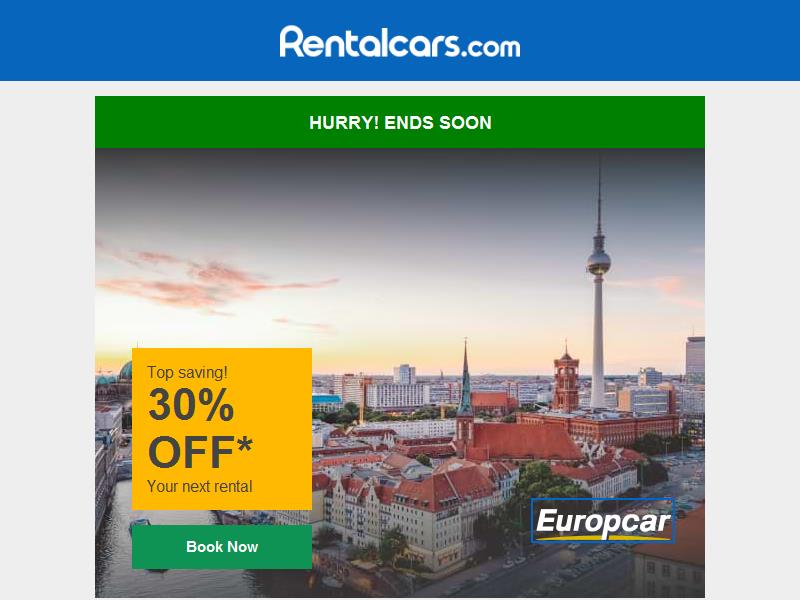 Rentalcars.com
HURRY! ENDS SOON
Top saving!
30%
OFF*
Your next rental
Book Now
Europcar